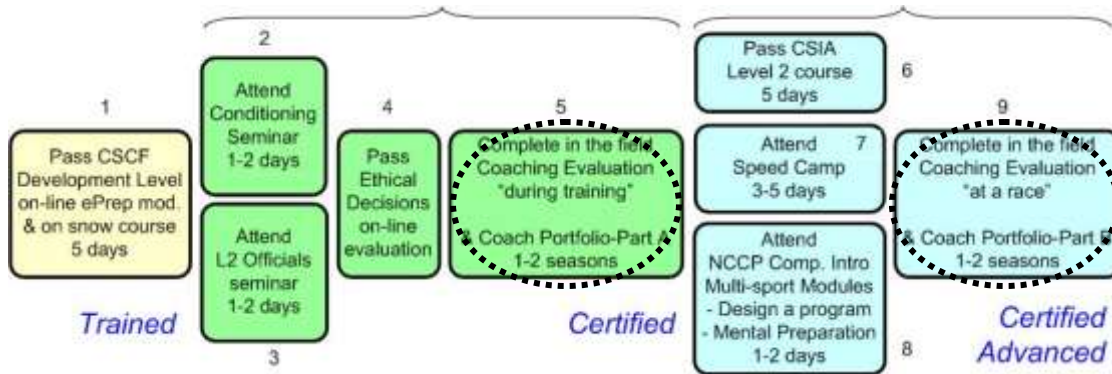 1
Pass CSCF
Development Level
on-line ePrep mod.
& on snow course
5 days
Trained
2
Attend
Conditioning
Seminar
1-2 days
Attend
L2 Officials
seminar
1-2 days
3
4
Pass
Ethical
Decisions
on-line
evaluation
5
Complete in the field
Coaching Evaluation
"during training"
& Coach Portfolio-Part A
1-2 seasons
Certified
Pass CSIA
Level 2 course
5 days
6
Attend
Speed Camp
3-5 days
7
Attend
NCCP Comp. Intro
Multi-sport Modules
- Design a program
- Mental Preparation
1-2 days
8
9
Complete in the field
Coaching Evaluation
"at a race"
& Coach Portfolio-Part B
1-2 seasons
Certified
Advanced